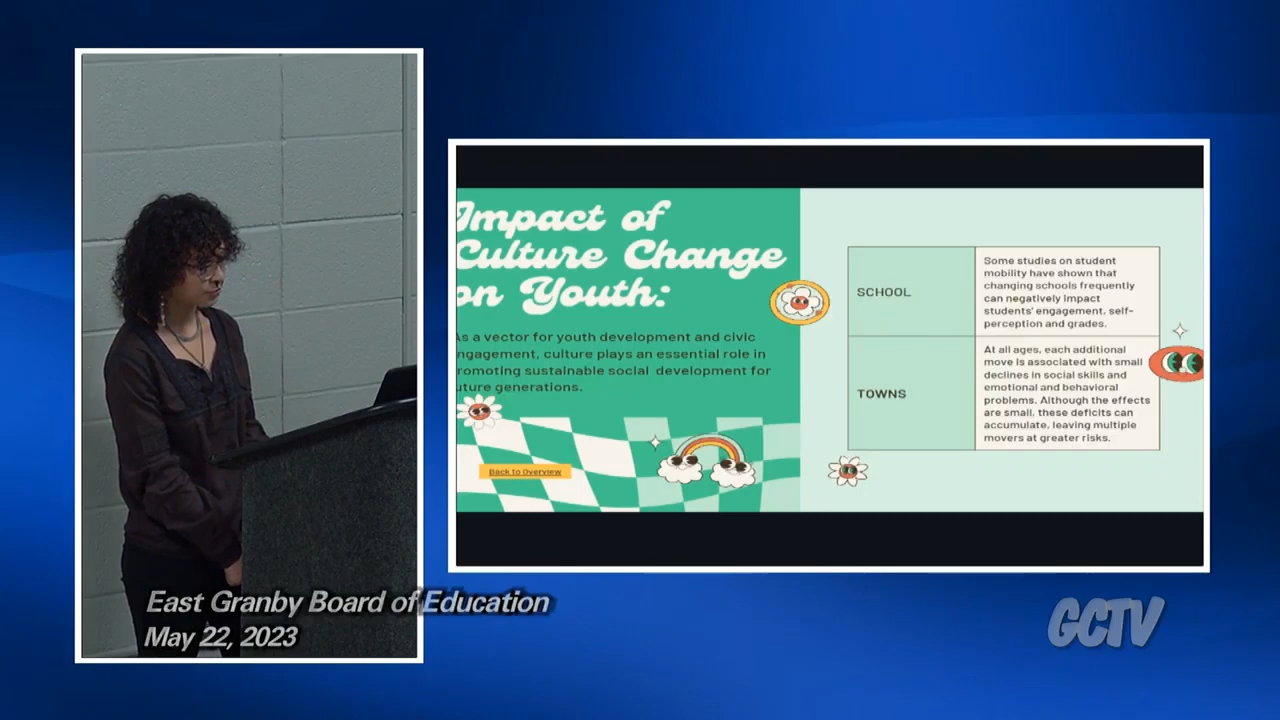 Impact of
Culture Change
on Youth:
As a vector for youth development and civic
ngagement, culture plays an essential role in
romoting sustainable social development for
uture generations.
Back to Overview
SCHOOL
Some studies on student
mobility have shown that
changing schools frequently
can negatively impact
students' engagement, self-
perception and grades.
TOWNS
At all ages, each additional
move is associated with small
declines in social skills and
emotional and behavioral
problems. Although the effects
are small, these deficits can
accumulate, leaving multiple
movers at greater risks.
East Granby Board of Education
May 22, 2023
GCTV